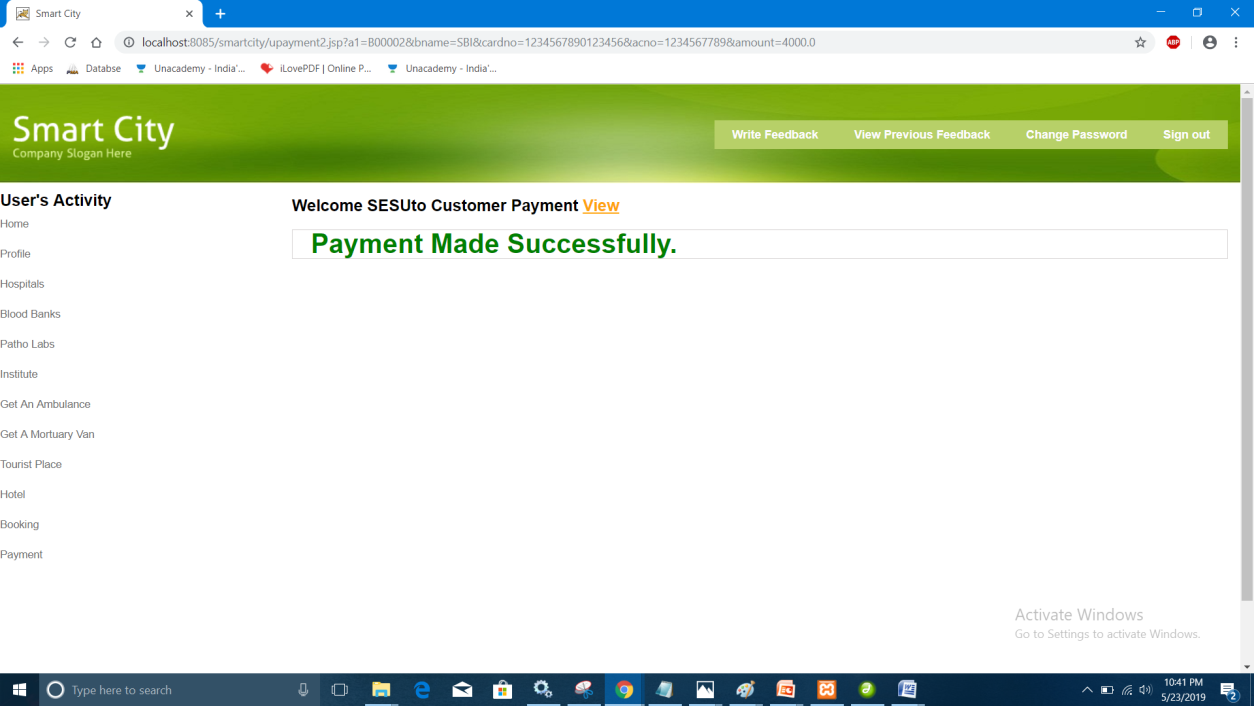 Smart City
localhost:8085/smartcity/upayment2.jsp?a1=B00002&bname=SBI&cardno=1234567890123456&acno=1234567789&amount=4000.0
ABP
Apps Databse Unacademy - India'... iLovePDF | Online P... Unacademy - India'...
Smart City
Company Slogan Here
Write Feedback View Previous Feedback Change Password Sign out
User's Activity
Home
Profile
Hospitals
Blood Banks
Patho Labs
Institute
Get An Ambulance
Get A Mortuary Van
Tourist Place
Hotel
Booking
Payment
Welcome SESUto Customer Payment View
Payment Made Successfully.
Activate Windows
Go to Settings to activate Windows.
Type here to search
10:41 PM
5/23/2019
2